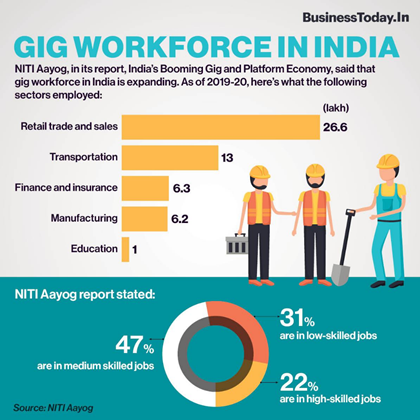 BusinessToday.In
GIG WORKFORCE IN INDIA
NITI Aayog, in its report, India's Booming Gig and Platform Economy, said that
gig workforce in India is expanding. As of 2019-20, here's what the following
sectors employed:
(lakh)
Retail trade and sales 26.6
Transportation 13
Finance and insurance 6.3
Manufacturing 6.2
Education 1
NITI Aayog report stated:
31%
are in low-skilled jobs
47%
are in medium skilled jobs
22%
are in high-skilled jobs
Source: NITI Aayog